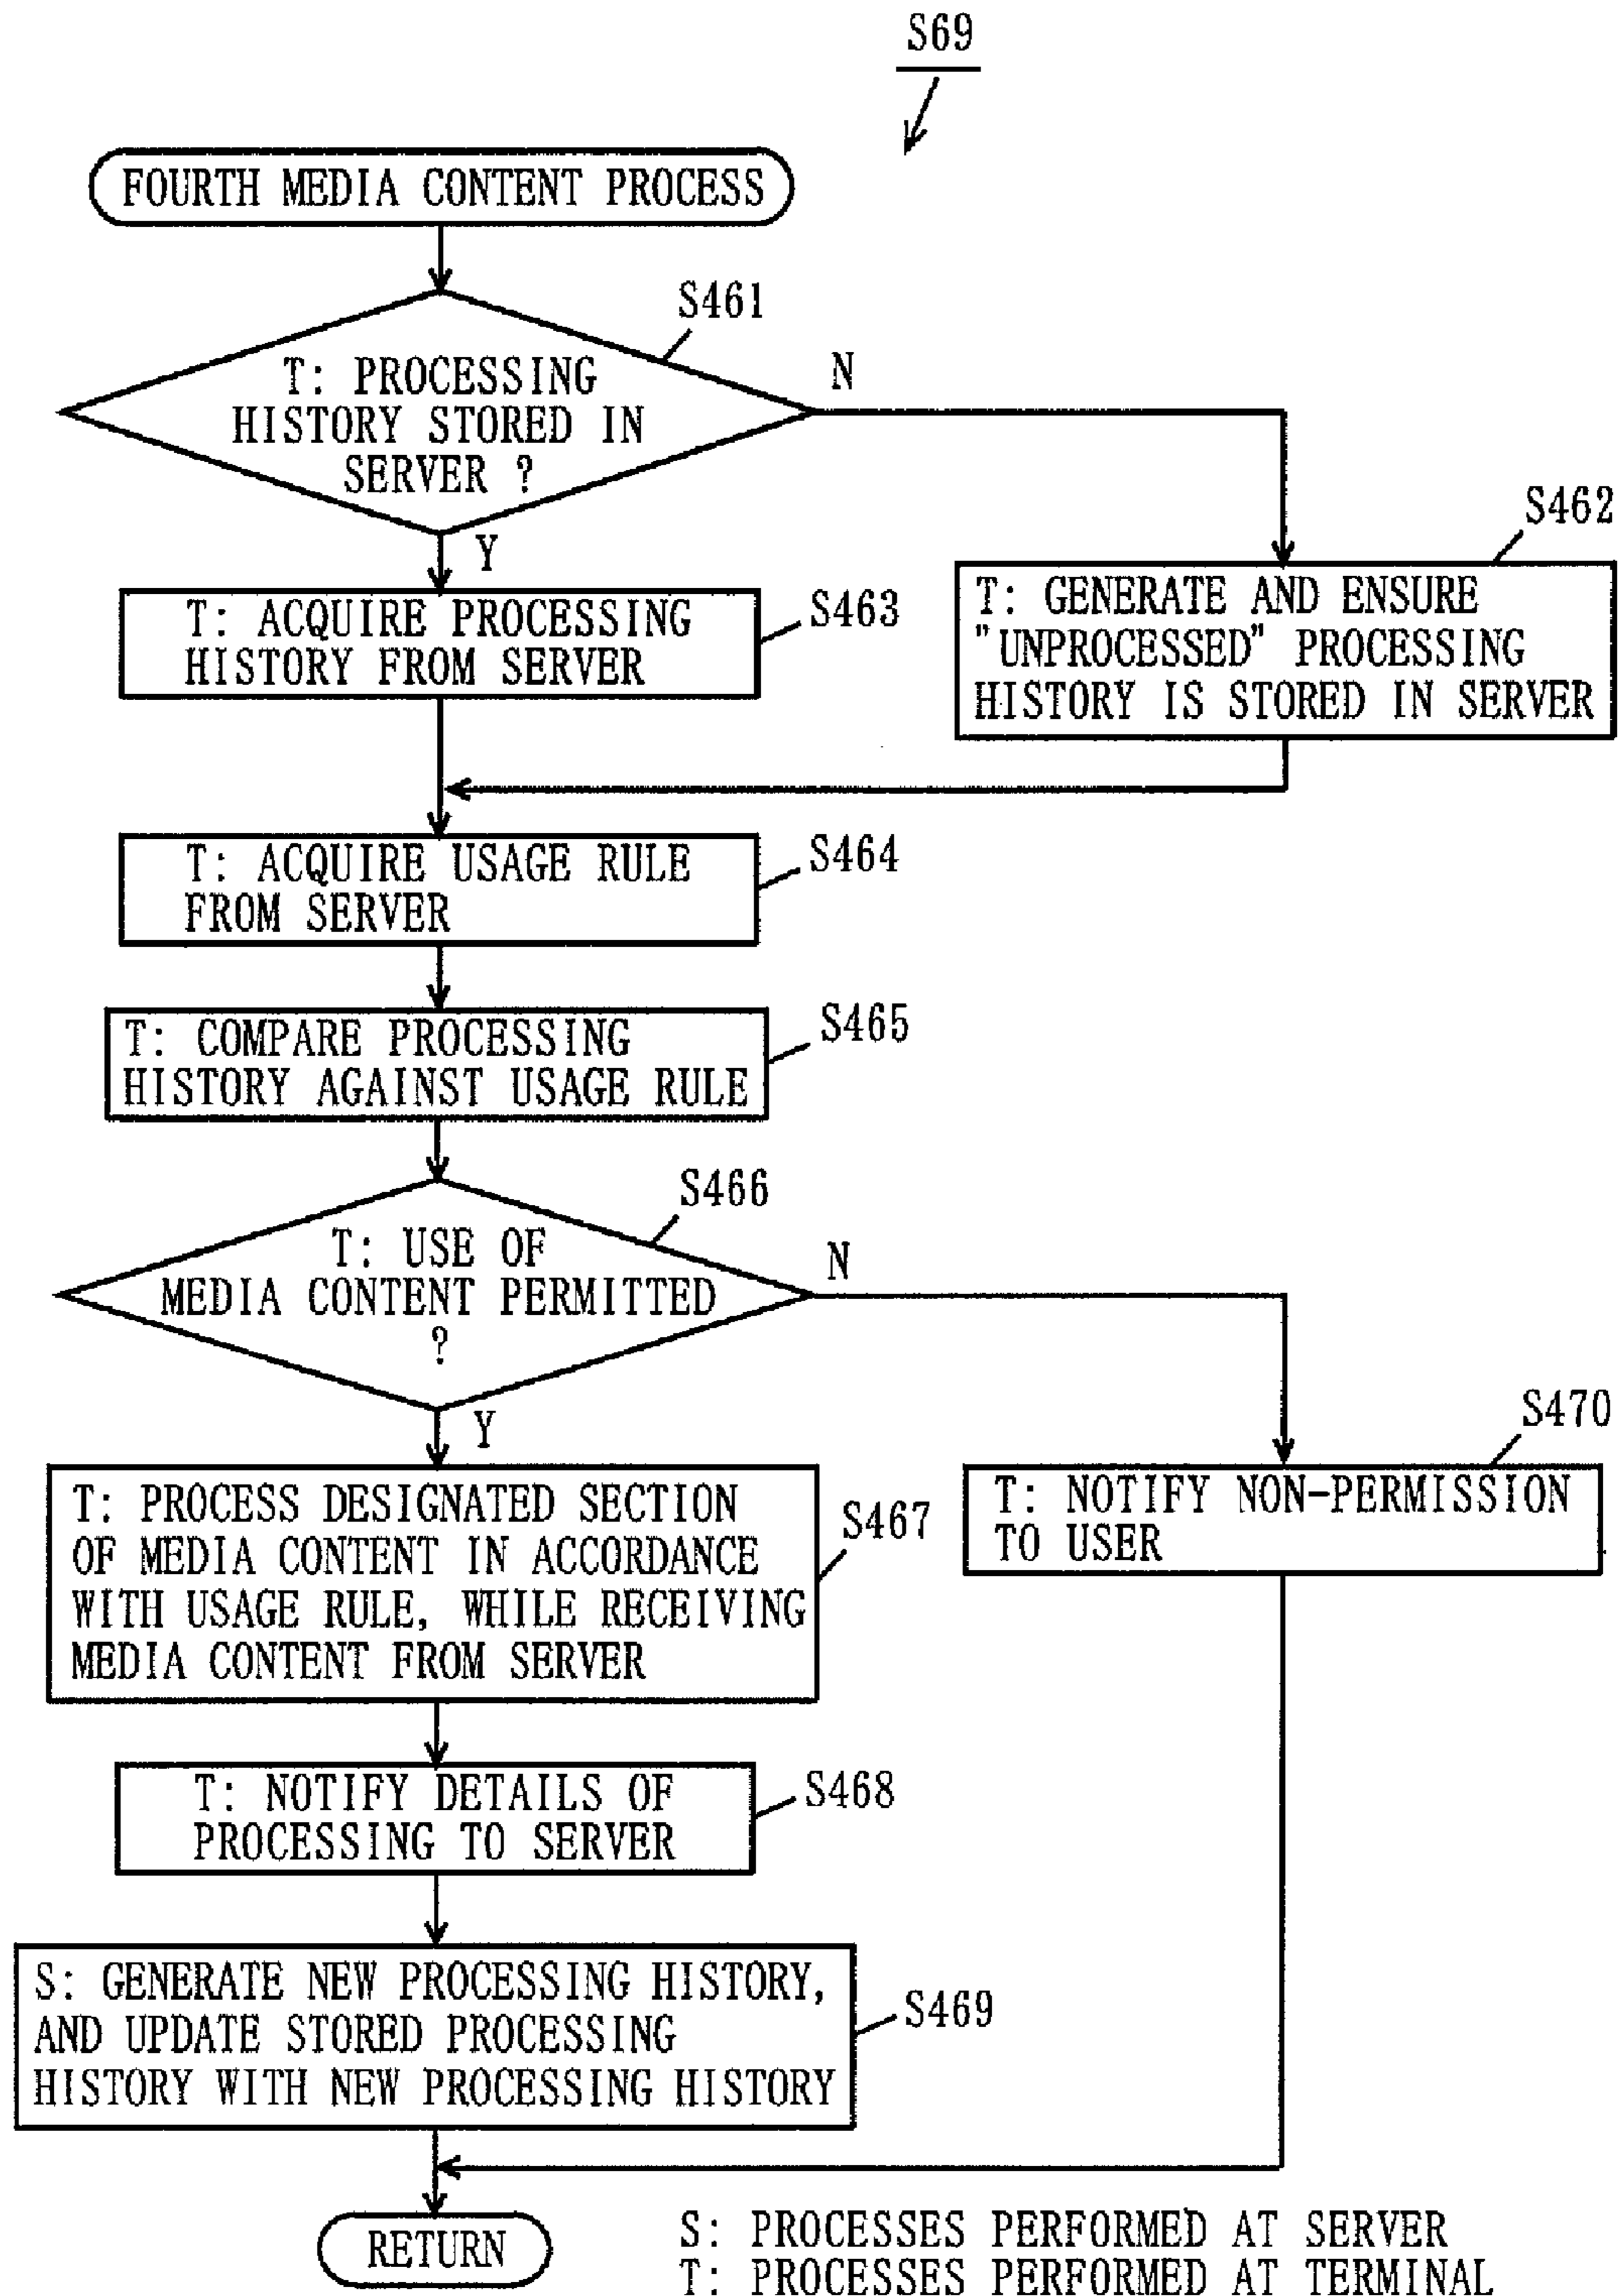 S69
FOURTH MEDIA CONTENT PROCESS
S461
T: PROCESSING
HISTORY STORED IN
SERVER ?
N
Y
S462
T: GENERATE AND ENSURE
"UNPROCESSED" PROCESSING
HISTORY IS STORED IN SERVER
S463
T: ACQUIRE PROCESSING
HISTORY FROM SERVER
S464
T: ACQUIRE USAGE RULE
FROM SERVER
S465
T: COMPARE PROCESSING
HISTORY AGAINST USAGE RULE
S466
T: USE OF
MEDIA CONTENT PERMITTED
?
N
Y
S470
T: NOTIFY NON-PERMISSION
TO USER
S467
T: PROCESS DESIGNATED SECTION
OF MEDIA CONTENT IN ACCORDANCE
WITH USAGE RULE, WHILE RECEIVING
MEDIA CONTENT FROM SERVER
S468
T: NOTIFY DETAILS OF
PROCESSING TO SERVER
S469
S: GENERATE NEW PROCESSING HISTORY,
AND UPDATE STORED PROCESSING
HISTORY WITH NEW PROCESSING HISTORY
RETURN
S: PROCESSES PERFORMED AT SERVER
T: PROCESSES PERFORMED AT TERMINAL